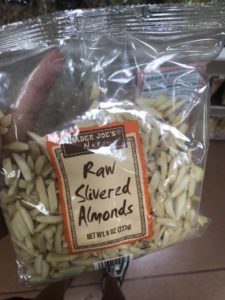 TRADER JOE'S
Raw
Slivered
Almonds
NET WT. 8 OZ (227g)